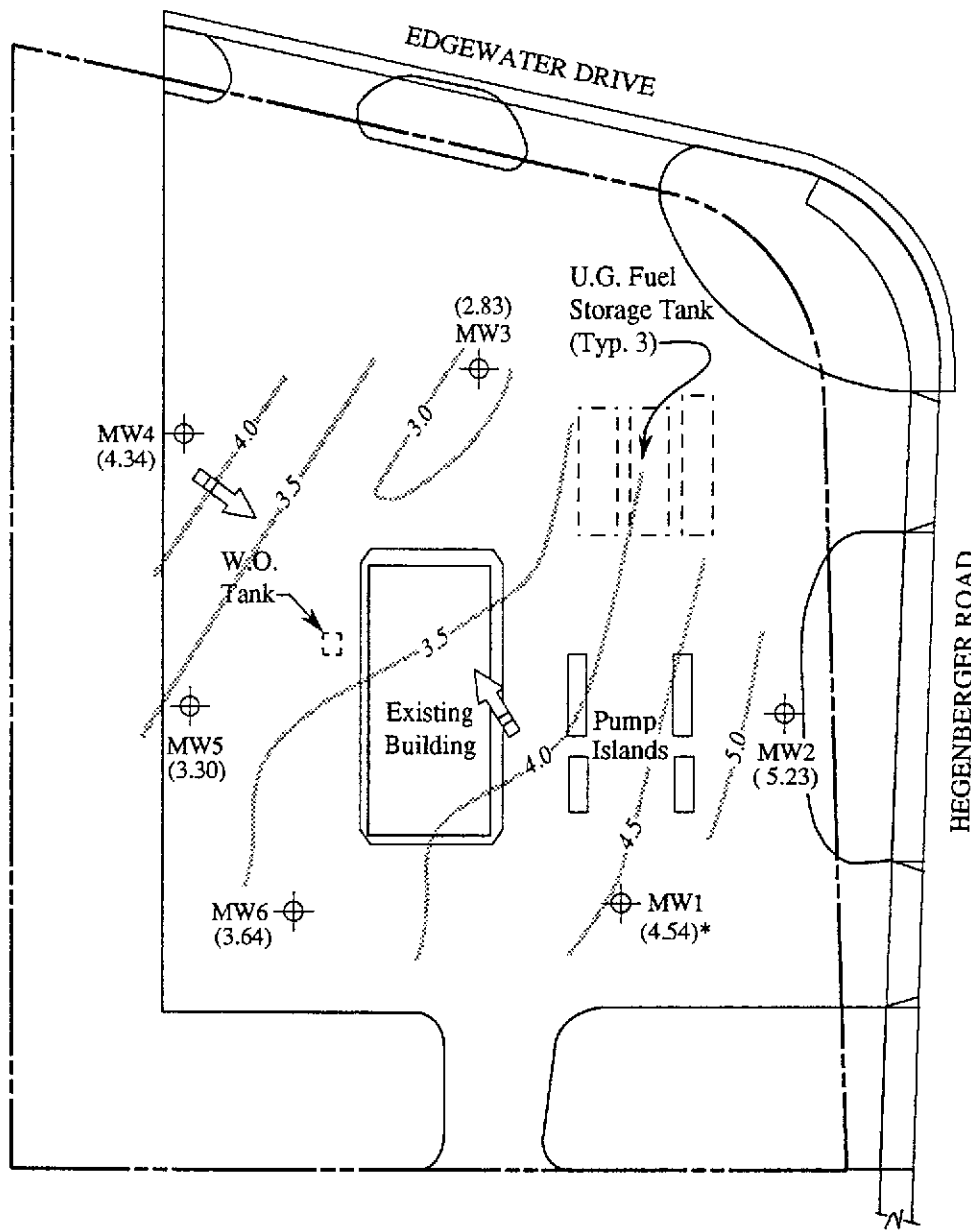 EDGEWATER DRIVE
U.G. Fuel
Storage Tank
(Typ. 3)
(2.83)
MW3
3.0
MW4
(4.34)
4.0
3.5
W.O.
Tank
3.5
Existing
Building
Pump
Islands
4.0
4.5
5.0
MW5
(3.30)
MW2
( 5.23)
HEGENBERGER ROAD
MW6
(3.64)
MW1
(4.54)*